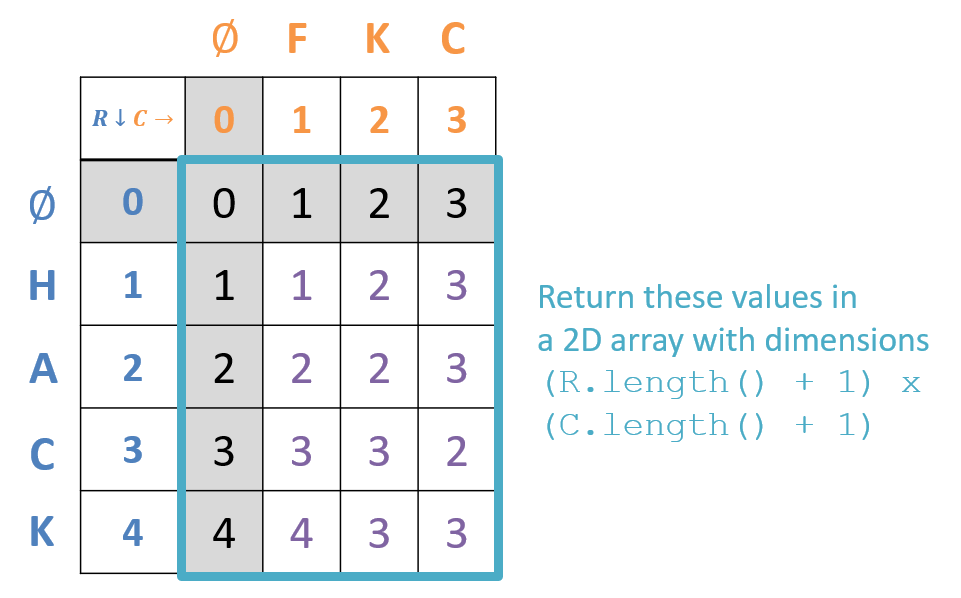 Ø F K C
R ↓ C → 0 1 2 3
Ø 0 0 1 2 3
H 1 1 1 2 3
A 2 2 2 2 3
C 3 3 3 3 2
K 4 4 4 3 3
Return these values in
a 2D array with dimensions
(R.length() + 1) x
(C.length() + 1)